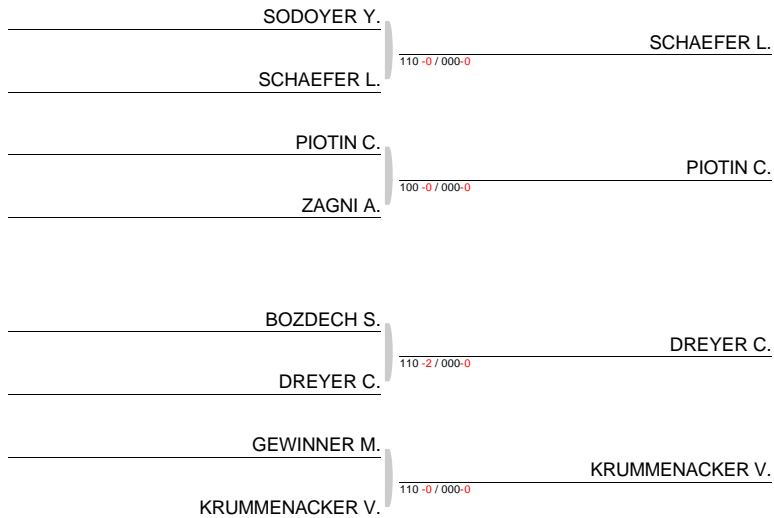 SODOYER Y.
SCHAEFER L.
110 -0 / 000-0
SCHAEFER L.
PIOTIN C.
PIOTIN C.
100 -0 / 000-0
ZAGNI A.
BOZDECH S.
DREYER C.
110 -2 / 000-0
DREYER C.
GEWINNER M.
KRUMMENACKER V.
110 -0 / 000-0
KRUMMENACKER V.